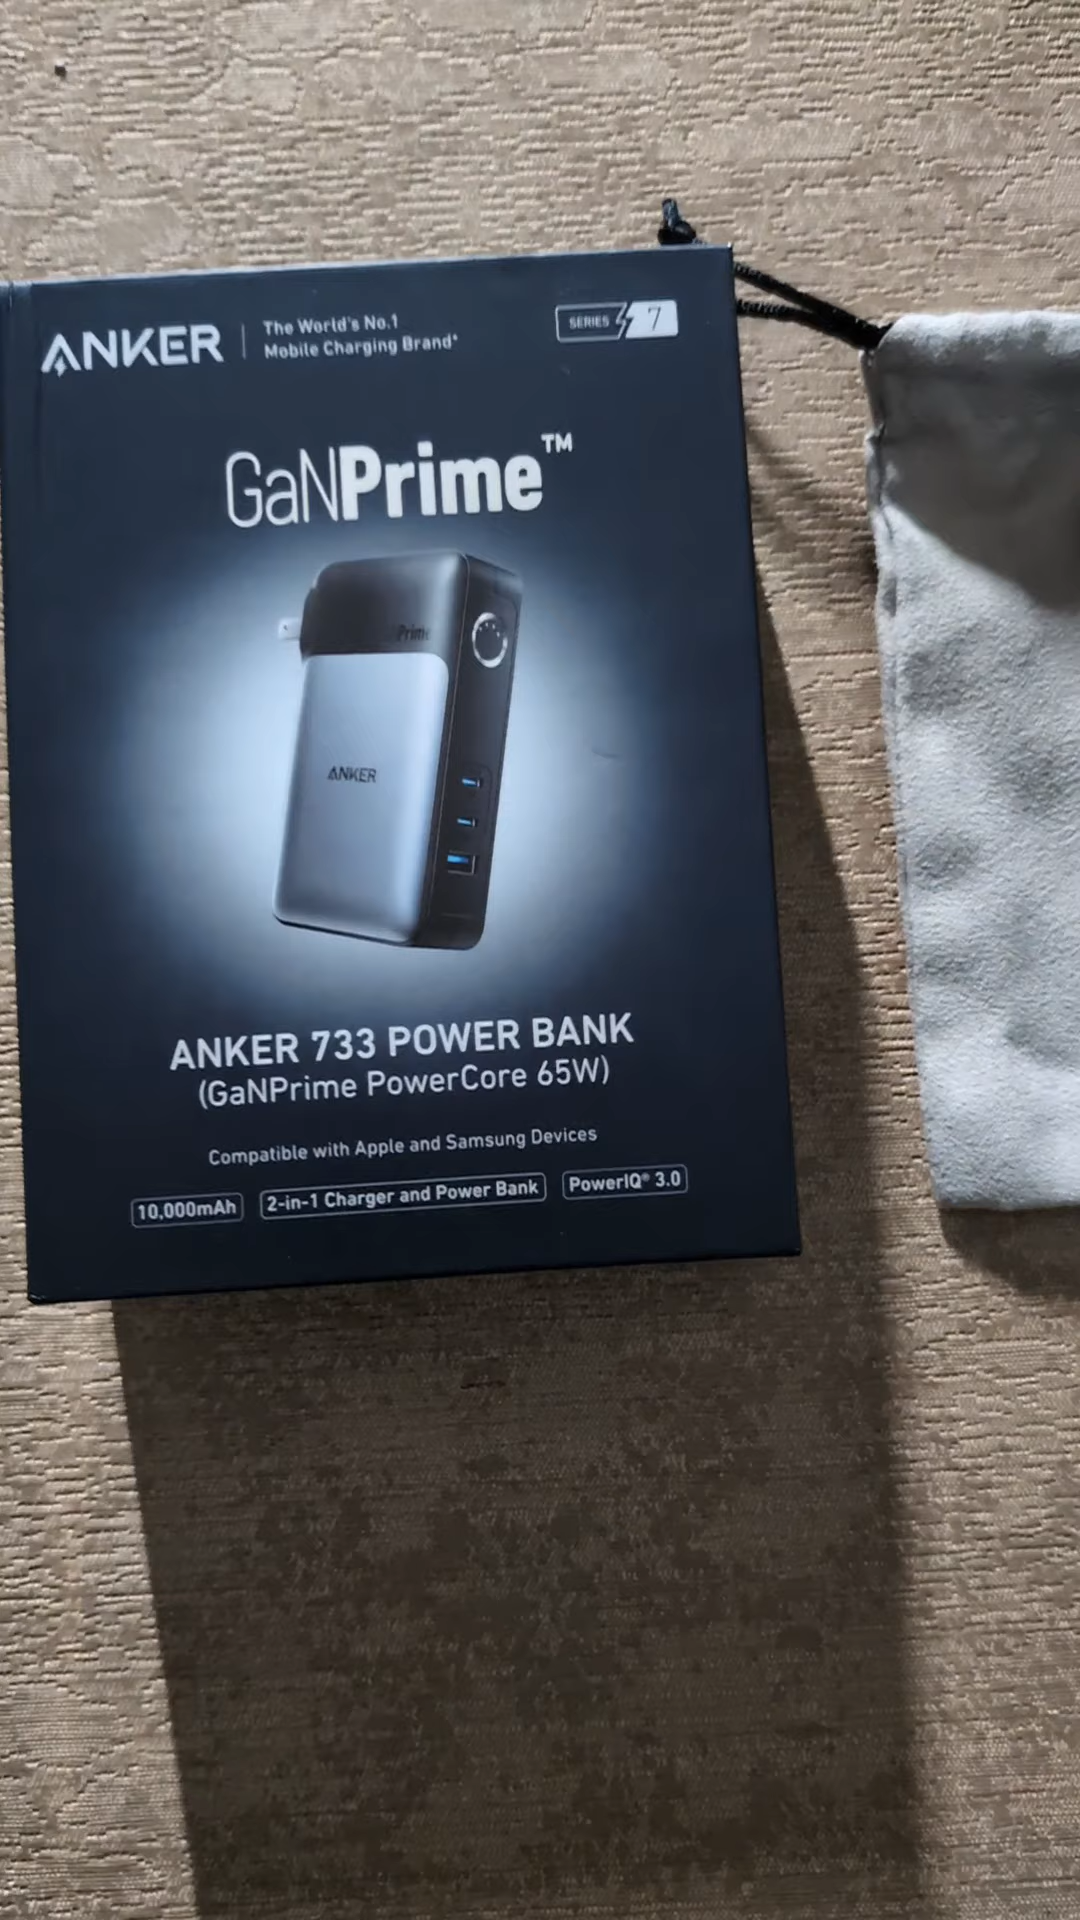 ANKER
The World's No.1
Mobile Charging Brand*
SERIES 7
GaNPrime™
Prime
ANKER
ANKER 733 POWER BANK
(GaNPrime PowerCore 65W)
Compatible with Apple and Samsung Devices
10,000mAh
2-in-1 Charger and Power Bank
PowerIQ® 3.0